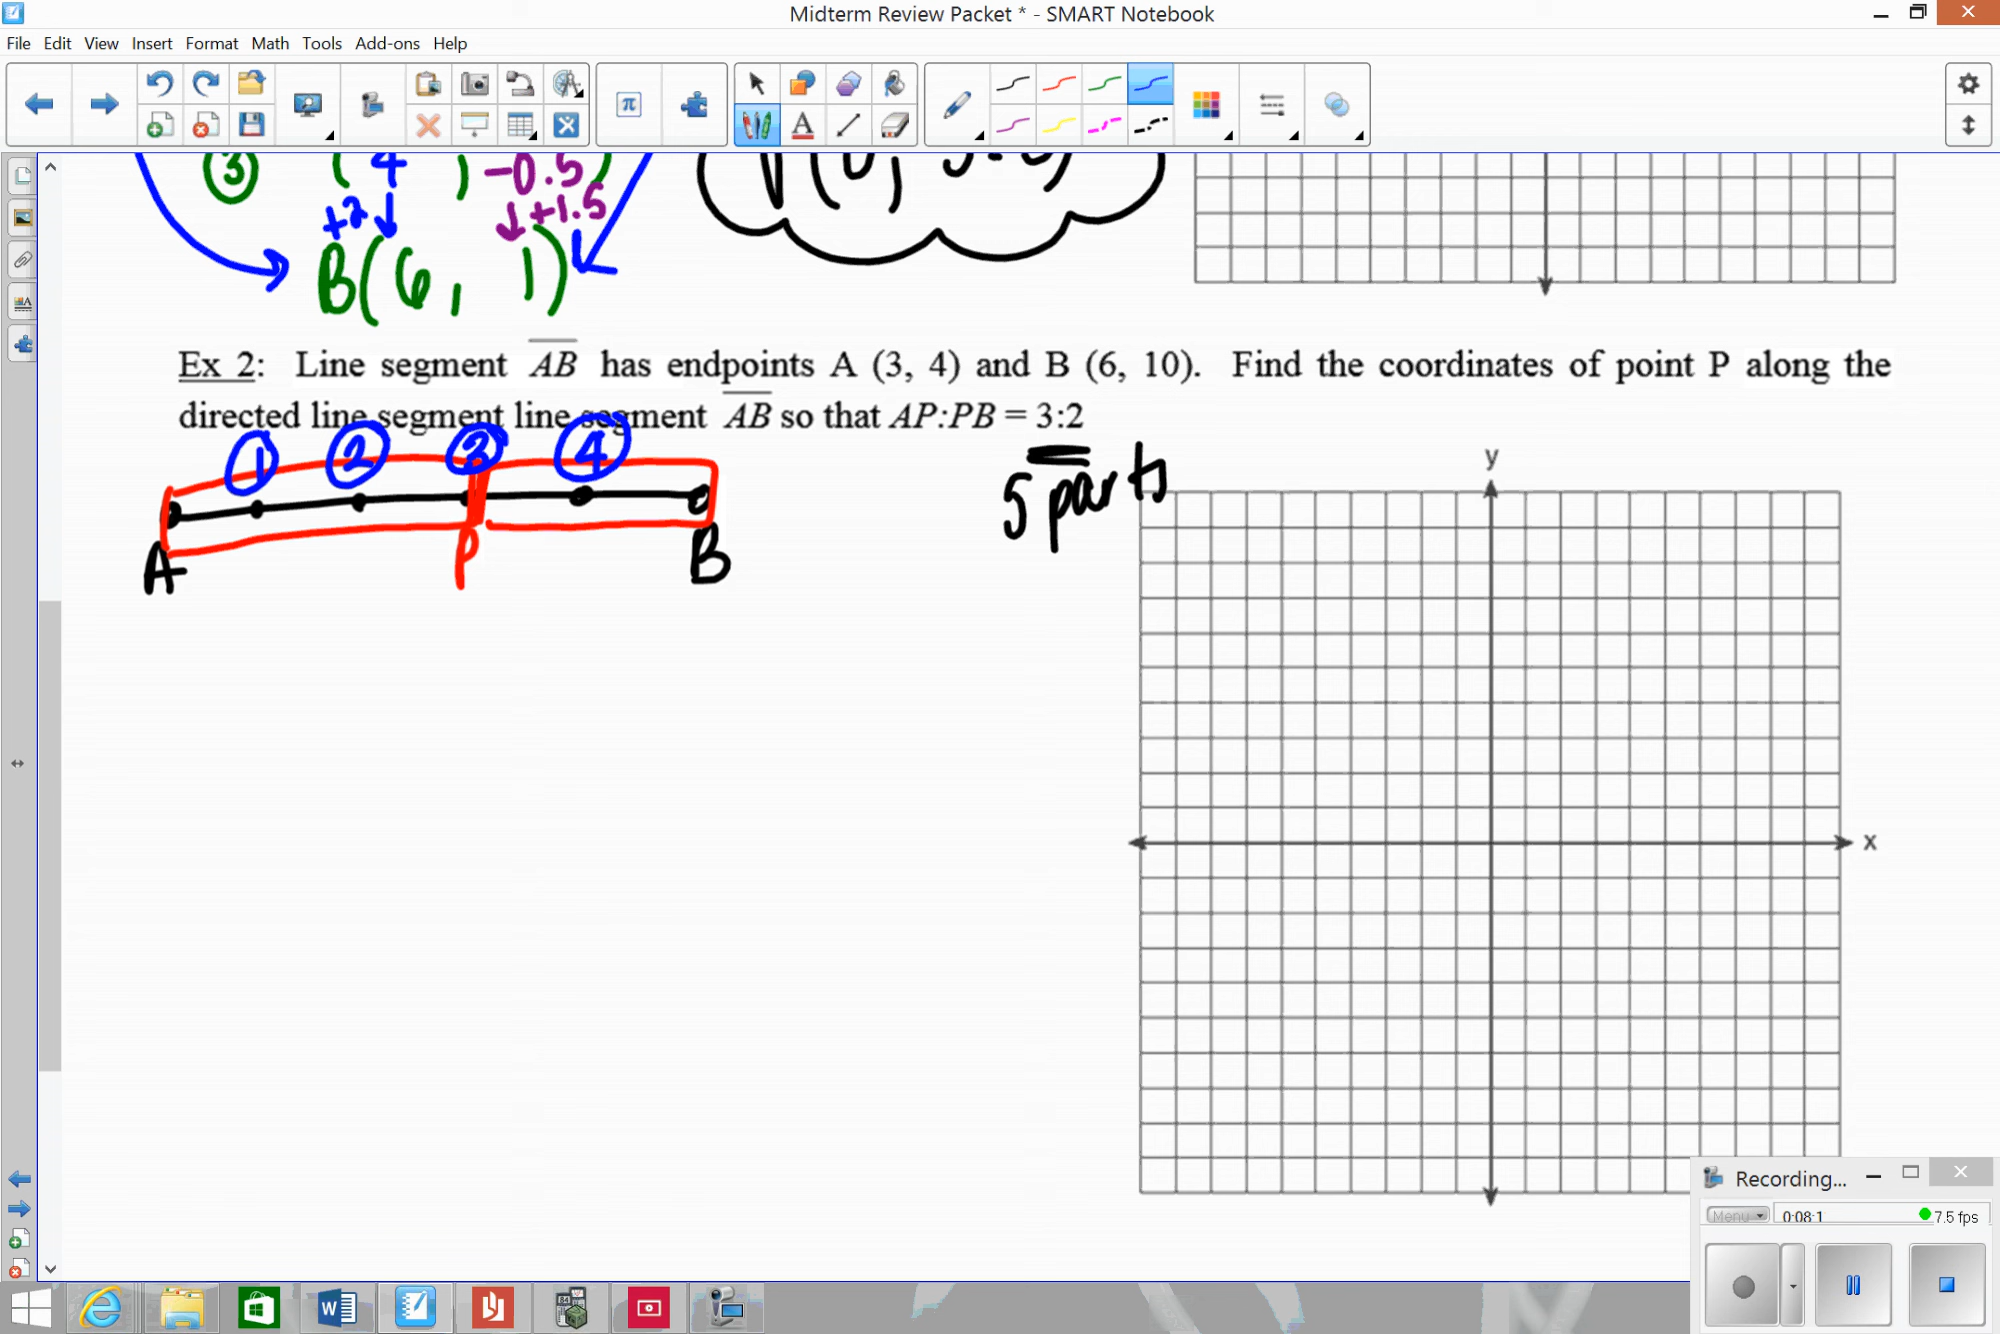 Midterm Review Packet * - SMART Notebook
File Edit View Insert Format Math Tools Add-ons Help
③ (4, -0.5)
+2 ↓ ↓ +1.5
B(6, 1)
Ex 2: Line segment AB has endpoints A (3, 4) and B (6, 10). Find the coordinates of point P along the
directed line segment line segment AB so that AP:PB = 3:2
① ② ③ ④
5 parts
A P B
y
x
Recording...
Menu 0:08:1 7.5 fps